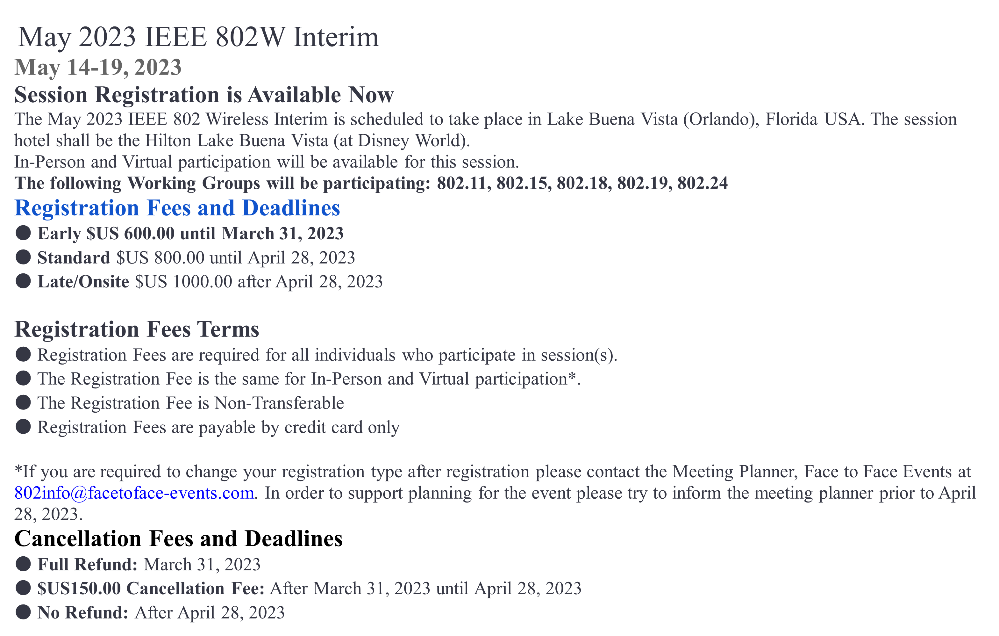 May 2023 IEEE 802W Interim
May 14-19, 2023
Session Registration is Available Now
The May 2023 IEEE 802 Wireless Interim is scheduled to take place in Lake Buena Vista (Orlando), Florida USA. The session
hotel shall be the Hilton Lake Buena Vista (at Disney World).
In-Person and Virtual participation will be available for this session.
The following Working Groups will be participating: 802.11, 802.15, 802.18, 802.19, 802.24
Registration Fees and Deadlines
● Early $US 600.00 until March 31, 2023
● Standard $US 800.00 until April 28, 2023
● Late/Onsite $US 1000.00 after April 28, 2023
Registration Fees Terms
● Registration Fees are required for all individuals who participate in session(s).
● The Registration Fee is the same for In-Person and Virtual participation*.
● The Registration Fee is Non-Transferable
● Registration Fees are payable by credit card only
*If you are required to change your registration type after registration please contact the Meeting Planner, Face to Face Events at
802info@facetoface-events.com. In order to support planning for the event please try to inform the meeting planner prior to April
28, 2023.
Cancellation Fees and Deadlines
● Full Refund: March 31, 2023
● $US150.00 Cancellation Fee: After March 31, 2023 until April 28, 2023
● No Refund: After April 28, 2023